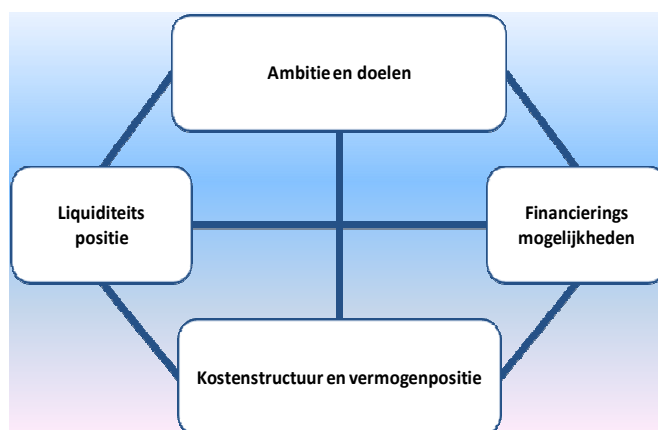 Ambitie en doelen
Liquiditeits
positie
Financierings
mogelijkheden
Kostenstructuur en vermogenpositie